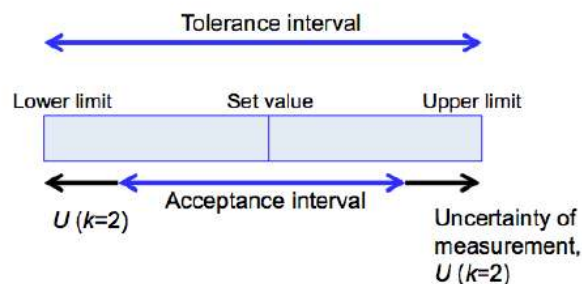 Tolerance interval
Lower limit
Set value
Upper limit
Acceptance interval
U (k=2)
Uncertainty of
measurement,
U (k=2)